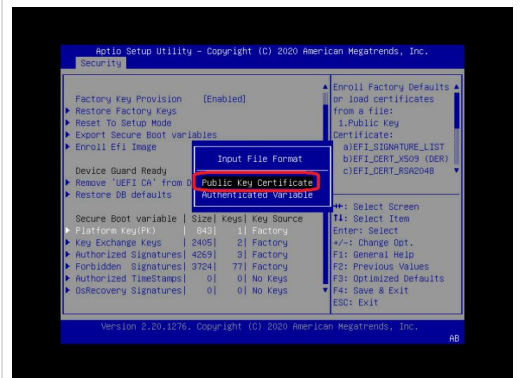 Aptio Setup Utility – Copyright (C) 2020 American Megatrends, Inc.
Security
Factory Key Provision [Enabled]
Restore Factory Keys
Reset To Setup Mode
Export Secure Boot variables
Enroll Efi Image
Device Guard Ready
Remove 'UEFI CA' from D
Restore DB defaults
Secure Boot variable | Size| Keys| Key Source
Platform Key(PK) | 843| 1| Factory
Key Exchange Keys | 2405| 2| Factory
Authorized Signatures| 4269| 3| Factory
Forbidden Signatures| 3724| 77| Factory
Authorized TimeStamps| 0| 0| No Keys
OsRecovery Signatures| 0| 0| No Keys
Input File Format
Public Key Certificate
Authenticated Variable
Enroll Factory Defaults
or load certificates
from a file:
1.Public Key
Certificate:
a)EFI_SIGNATURE_LIST
b)EFI_CERT_X509 (DER)
c)EFI_CERT_RSA2048
: Select Screen
: Select Item
Enter: Select
+/-: Change Opt.
F1: General Help
F2: Previous Values
F3: Optimized Defaults
F4: Save & Exit
ESC: Exit
Version 2.20.1276. Copyright (C) 2020 American Megatrends, Inc.
AB